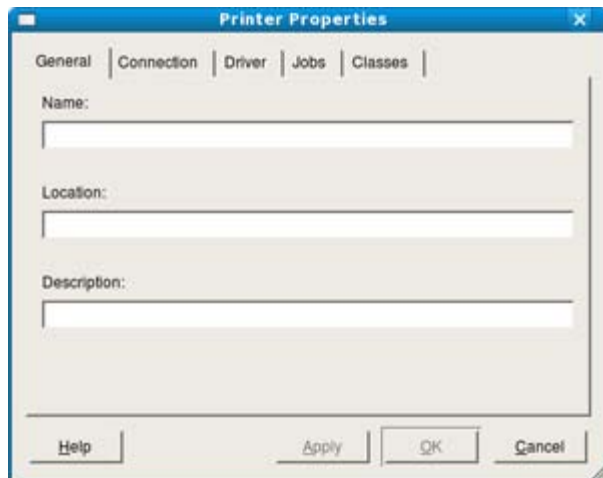 Printer Properties
General Connection Driver Jobs Classes
Name:
Location:
Description:
Help Apply OK Cancel